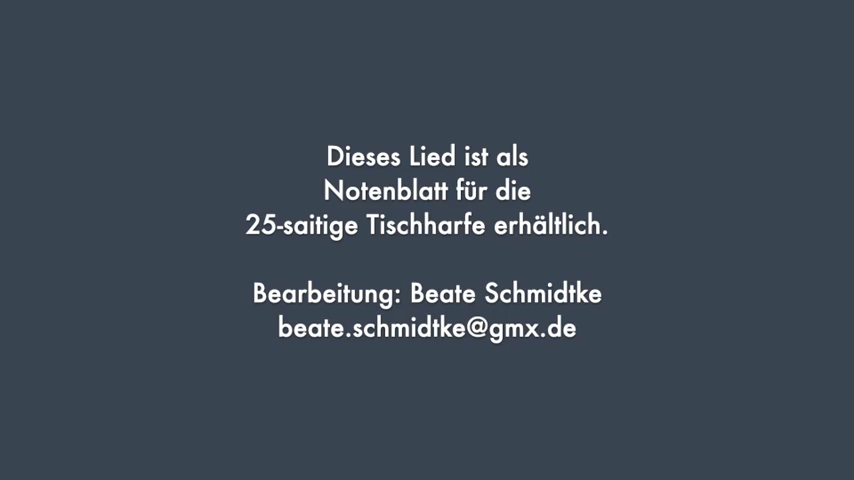 Dieses Lied ist als
Notenblatt für die
25-saitige Tischharfe erhältlich.
Bearbeitung: Beate Schmidtke
beate.schmidtke@gmx.de